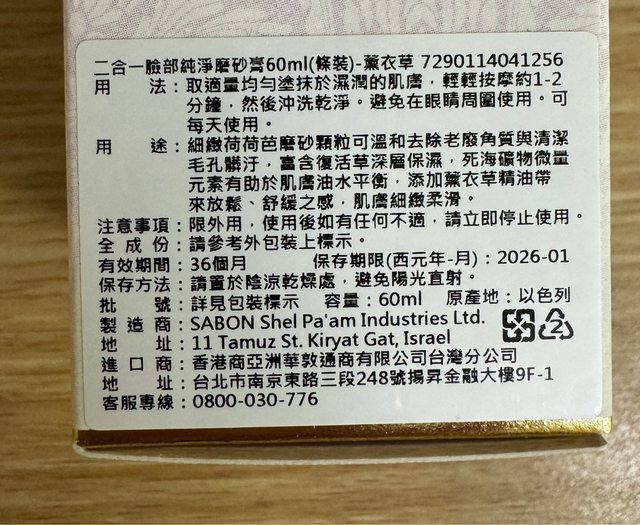 二合一臉部純淨磨砂膏60ml(條裝)-薰衣草 7290114041256
用 法：取適量均勻塗抹於濕潤的肌膚，輕輕按摩約1-2
分鐘，然後沖洗乾淨。避免在眼睛周圍使用。可
每天使用。
用 途：細緻荷荷芭磨砂顆粒可溫和去除老廢角質與清潔
毛孔髒汙，富含復活草深層保濕，死海礦物微量
元素有助於肌膚油水平衡，添加薰衣草精油帶
來放鬆、舒緩之感，肌膚細緻柔滑。
注意事項：限外用，使用後如有任何不適，請立即停止使用。
全 成 份：請參考外包裝上標示。
有效期間：36個月 保存期限(西元年-月)：2026-01
保存方法：請置於陰涼乾燥處，避免陽光直射。
批 號：詳見包裝標示 容量：60ml 原產地：以色列
製 造 商：SABON Shel Pa'am Industries Ltd.
地 址：11 Tamuz St. Kiryat Gat, Israel
進 口 商：香港商亞洲華敦通商有限公司台灣分公司
地 址：台北市南京東路三段248號揚昇金融大樓9F-1
客服專線：0800-030-776
2